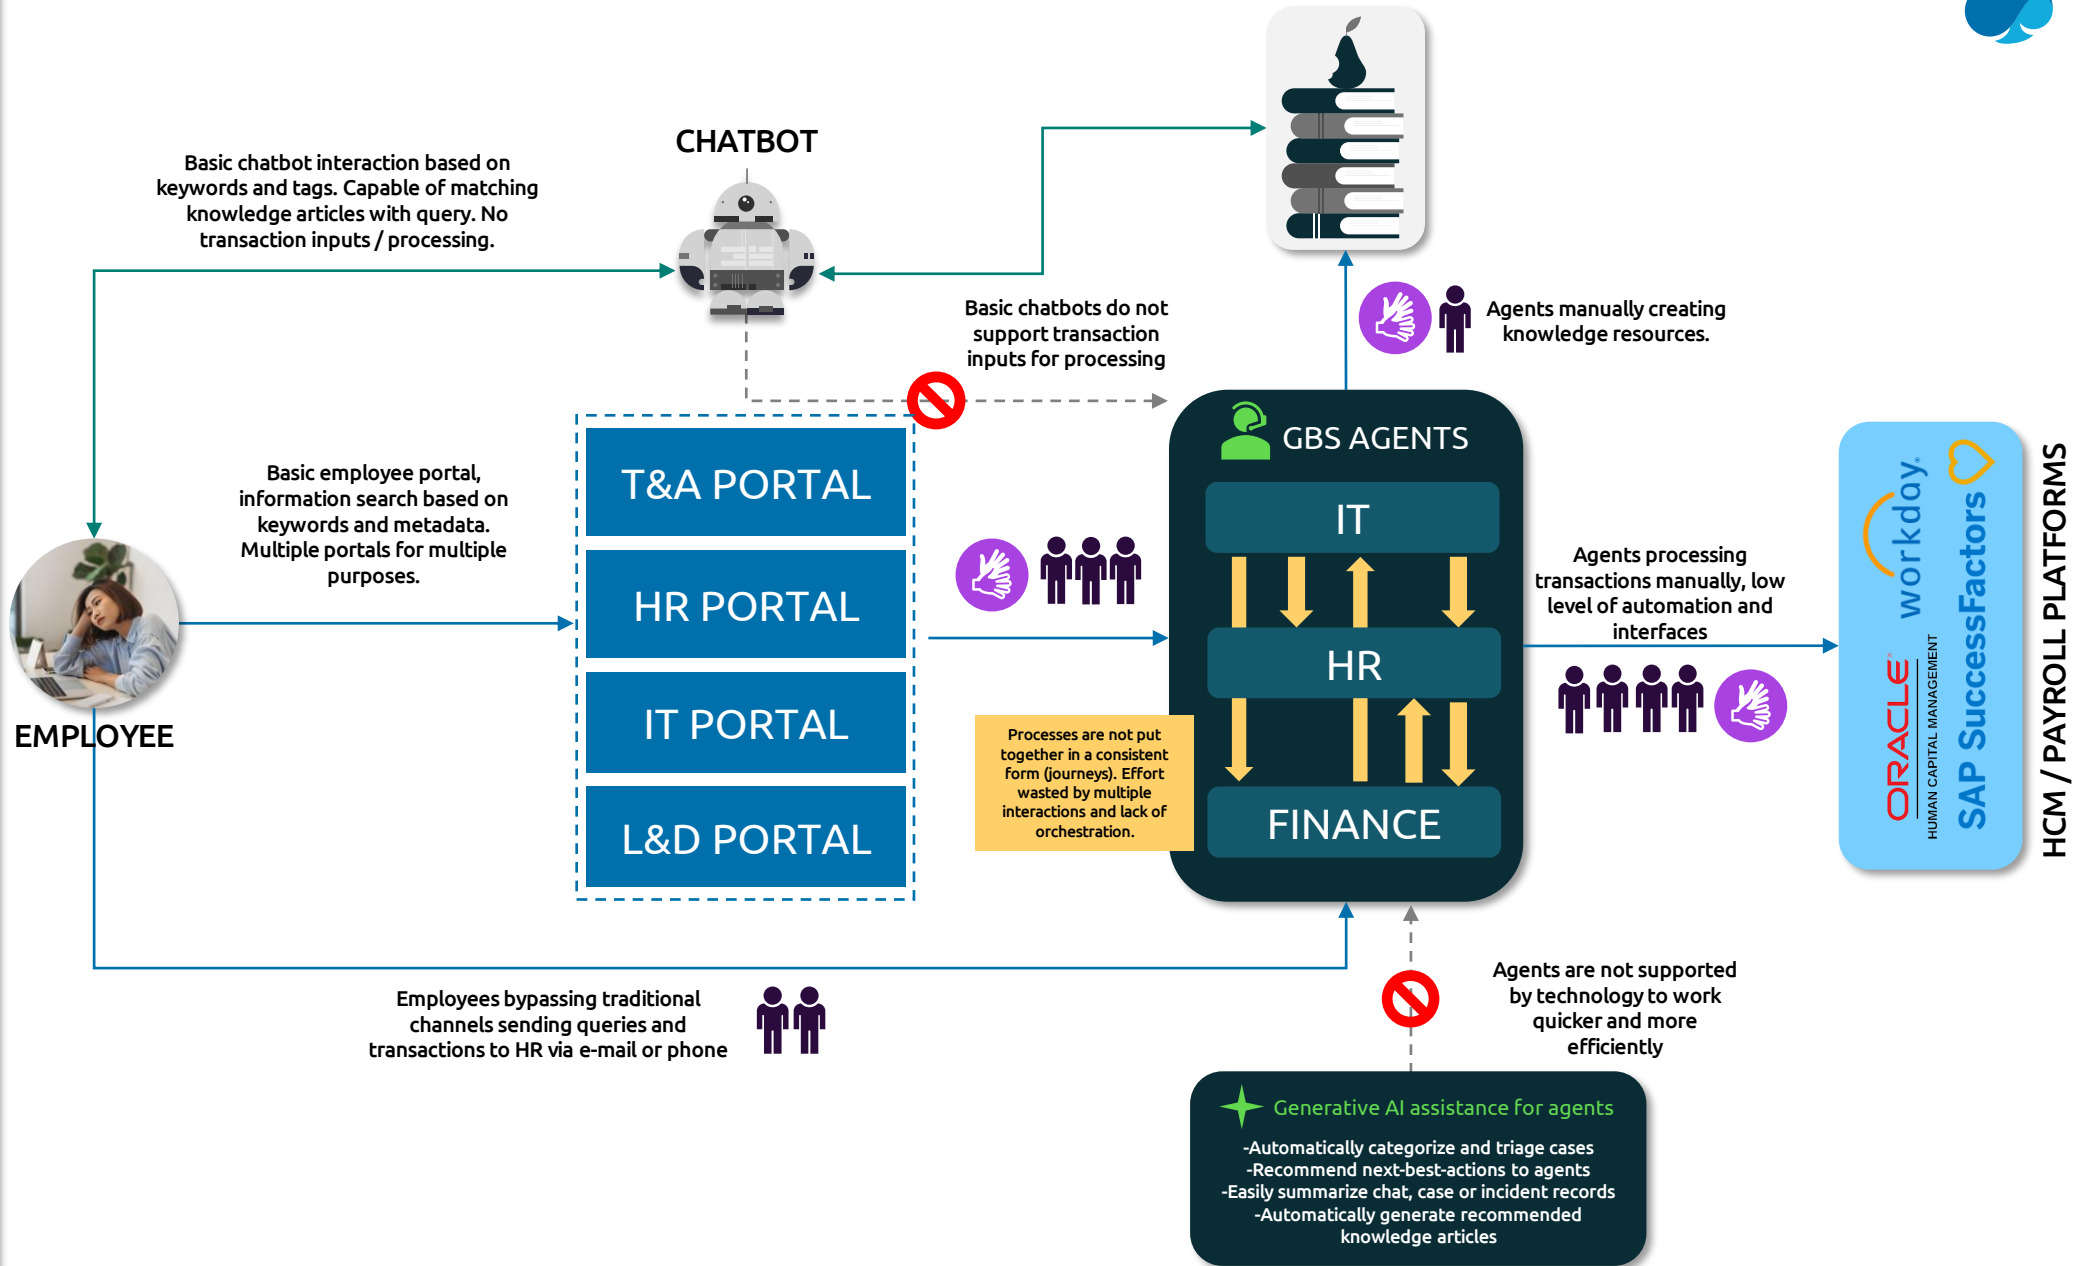 CHATBOT
Basic chatbot interaction based on
keywords and tags. Capable of matching
knowledge articles with query. No
transaction inputs / processing.
Basic chatbots do not
support transaction
inputs for processing
Agents manually creating
knowledge resources.
Basic employee portal,
information search based on
keywords and metadata.
Multiple portals for multiple
purposes.
EMPLOYEE
T&A PORTAL
HR PORTAL
IT PORTAL
L&D PORTAL
GBS AGENTS
IT
HR
FINANCE
Processes are not put
together in a consistent
form (journeys). Effort
wasted by multiple
interactions and lack of
orchestration.
Agents processing
transactions manually, low
level of automation and
interfaces
workday.
ORACLE
HUMAN CAPITAL MANAGEMENT
SAP SuccessFactors
HCM / PAYROLL PLATFORMS
Employees bypassing traditional
channels sending queries and
transactions to HR via e-mail or phone
Agents are not supported
by technology to work
quicker and more
efficiently
Generative AI assistance for agents
-Automatically categorize and triage cases
-Recommend next-best-actions to agents
-Easily summarize chat, case or incident records
-Automatically generate recommended
knowledge articles